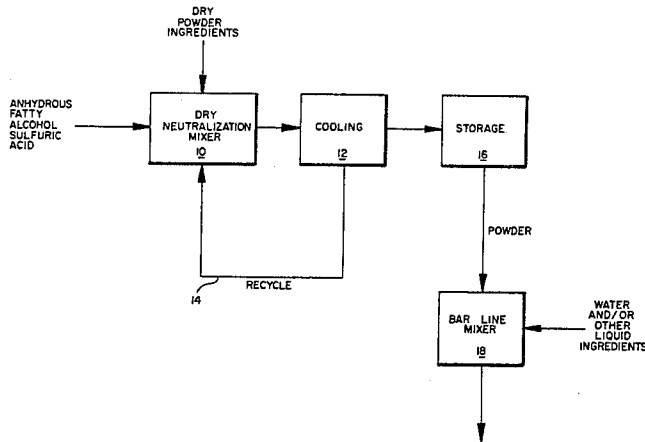 DRY
POWDER
INGREDIENTS
ANHYDROUS
FATTY
ALCOHOL
SULFURIC
ACID
DRY
NEUTRALIZATION
MIXER
10
COOLING
12
STORAGE
16
14
RECYCLE
POWDER
BAR LINE
MIXER
18
WATER
AND/OR
OTHER
LIQUID
INGREDIENTS